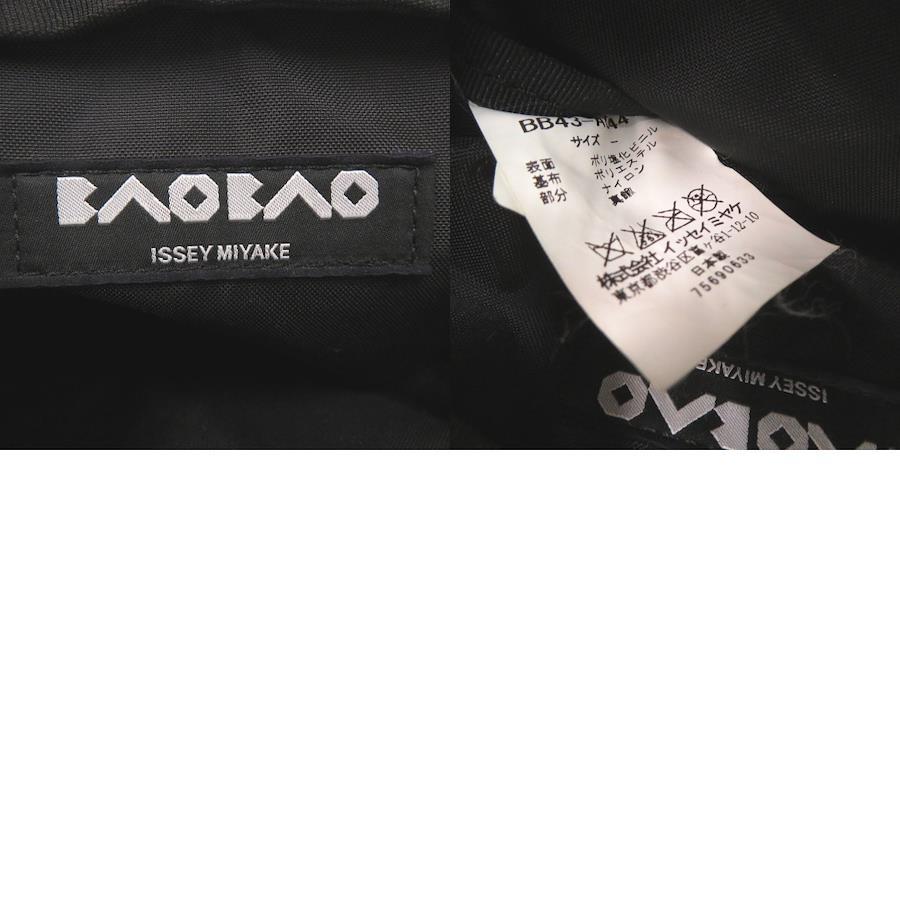 BAOBAO
ISSEY MIYAKE
サイズ -
表面 ポリ塩化ビニル
基布 ポリエステル
部分 ナイロン
真鍮
株式会社イッセイミヤケ
東京都渋谷区富ヶ谷1-12-10
日本製
75690633
ISSEY MIYAKE